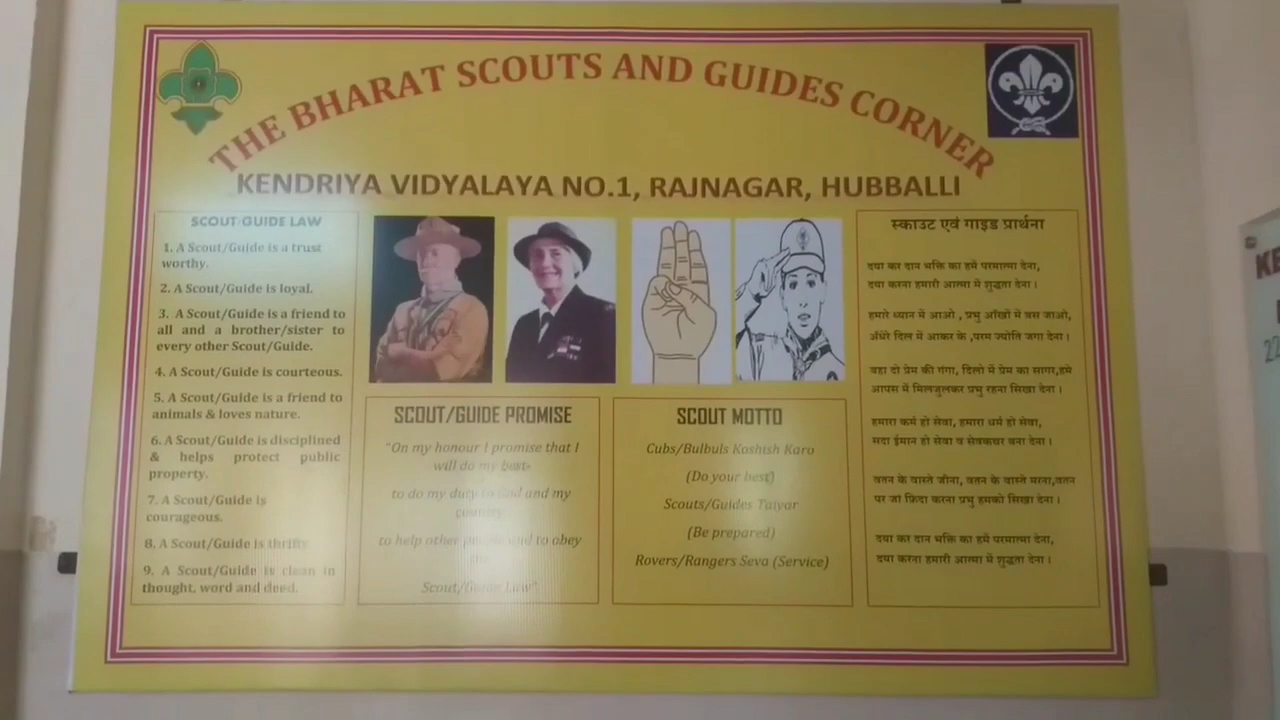 THE BHARAT SCOUTS AND GUIDES CORNER
KENDRIYA VIDYALAYA NO.1, RAJNAGAR, HUBBALLI
SCOUT/GUIDE LAW
1. A Scout/Guide is a trust
worthy.
2. A Scout/Guide is loyal.
3. A Scout/Guide is a friend to
all and a brother/sister to
every other Scout/Guide.
4. A Scout/Guide is courteous.
5. A Scout/Guide is a friend to
animals & loves nature.
6. A Scout/Guide is disciplined
& helps protect public
property.
7. A Scout/Guide is
courageous.
8. A Scout/Guide is thrifty.
9. A Scout/Guide is clean in
thought, word and deed.
SCOUT/GUIDE PROMISE
“On my honour I promise that I
will do my best-
to do my duty to God and my
country,
to help other people and to obey
the
Scout/Guide Law”.
SCOUT MOTTO
Cubs/Bulbuls Koshish Karo
(Do your best)
Scouts/Guides Taiyar
(Be prepared)
Rovers/Rangers Seva (Service)
स्काउट एवं गाइड प्रार्थना
दया कर दान भक्ति का हमें परमात्मा देना,
दया करना हमारी आत्मा में शुद्धता देना ।
हमारे ध्यान में आओ , प्रभु आँखों में बस जाओ,
अँधेरे दिल में आकर के ,परम ज्योति जगा देना ।
बहा दो प्रेम की गंगा, दिलो में प्रेम का सागर,हमे
आपस में मिलजुलकर प्रभु रहना सिखा देना ।
हमारा कर्म हो सेवा, हमारा धर्म हो सेवा,
सदा ईमान हो सेवा व सेवकचर बना देना ।
वतन के वास्ते जीना, वतन के वास्ते मरना,वतन
पर जा फ़िदा करना प्रभु हमको सिखा देना ।
दया कर दान भक्ति का हमें परमात्मा देना,
दया करना हमारी आत्मा में शुद्धता देना ।
KE
22